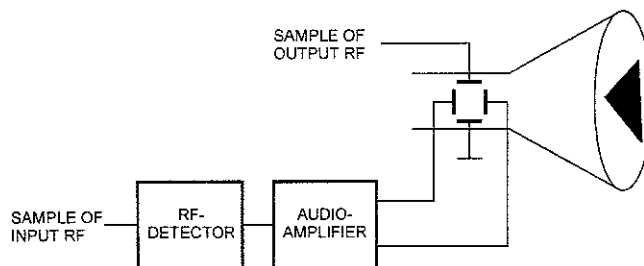 SAMPLE OF
OUTPUT RF
SAMPLE OF
INPUT RF
RF-
DETECTOR
AUDIO-
AMPLIFIER